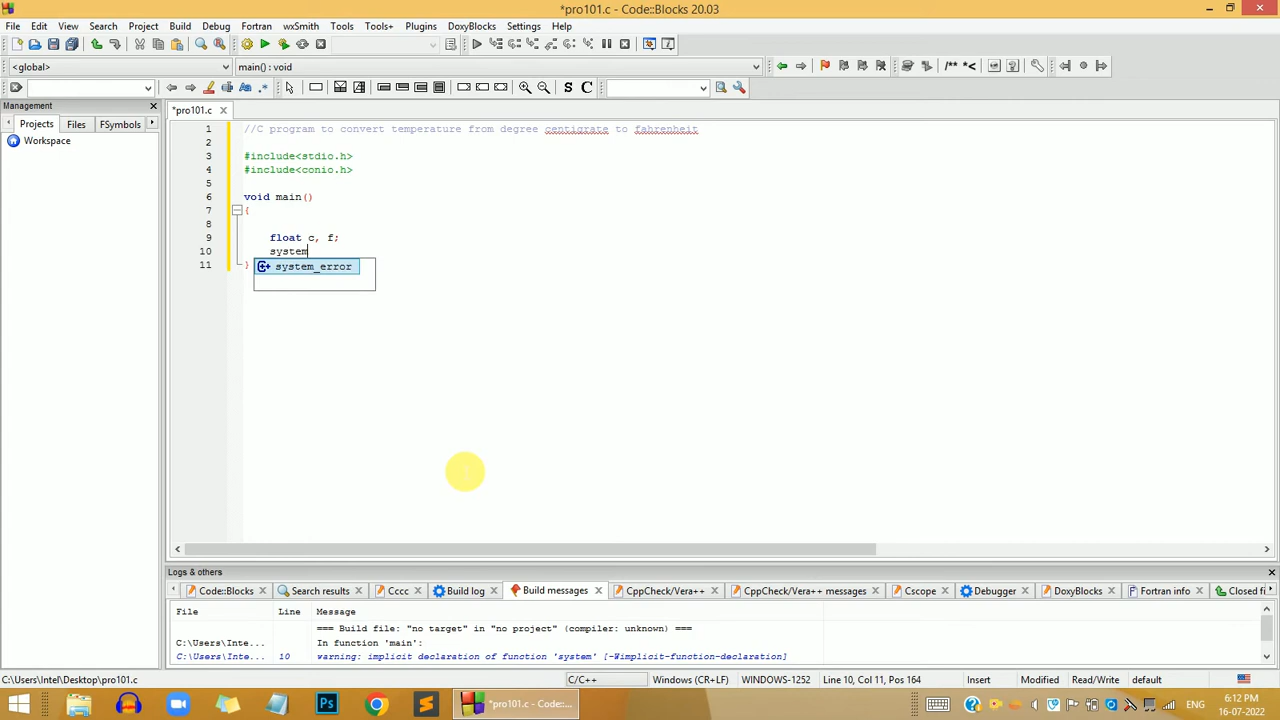 *pro101.c - Code::Blocks 20.03
File Edit View Search Project Build Debug Fortran wxSmith Tools Tools+ Plugins DoxyBlocks Settings Help
<global> main() : void /** *<
Management
*pro101.c
Projects Files FSymbols
Workspace
1 //C program to convert temperature from degree centigrate to fahrenheit
2
3 #include<stdio.h>
4 #include<conio.h>
5
6 void main()
7 {
8
9 float c, f;
10 system
11 }
system_error
Logs & others
Code::Blocks Search results Cccc Build log Build messages CppCheck/Vera++ CppCheck/Vera++ messages Cscope Debugger DoxyBlocks Fortran info Closed fi
File Line Message
=== Build file: "no target" in "no project" (compiler: unknown) ===
C:\Users\Inte... In function 'main':
C:\Users\Inte... 10 warning: implicit declaration of function 'system' [-Wimplicit-function-declaration]
C:\Users\Intel\Desktop\pro101.c C/C++ Windows (CR+LF) WINDOWS-1252 Line 10, Col 11, Pos 164 Insert Modified Read/Write default
Ps *pro101.c - Code::... ENG 6:12 PM
16-07-2022